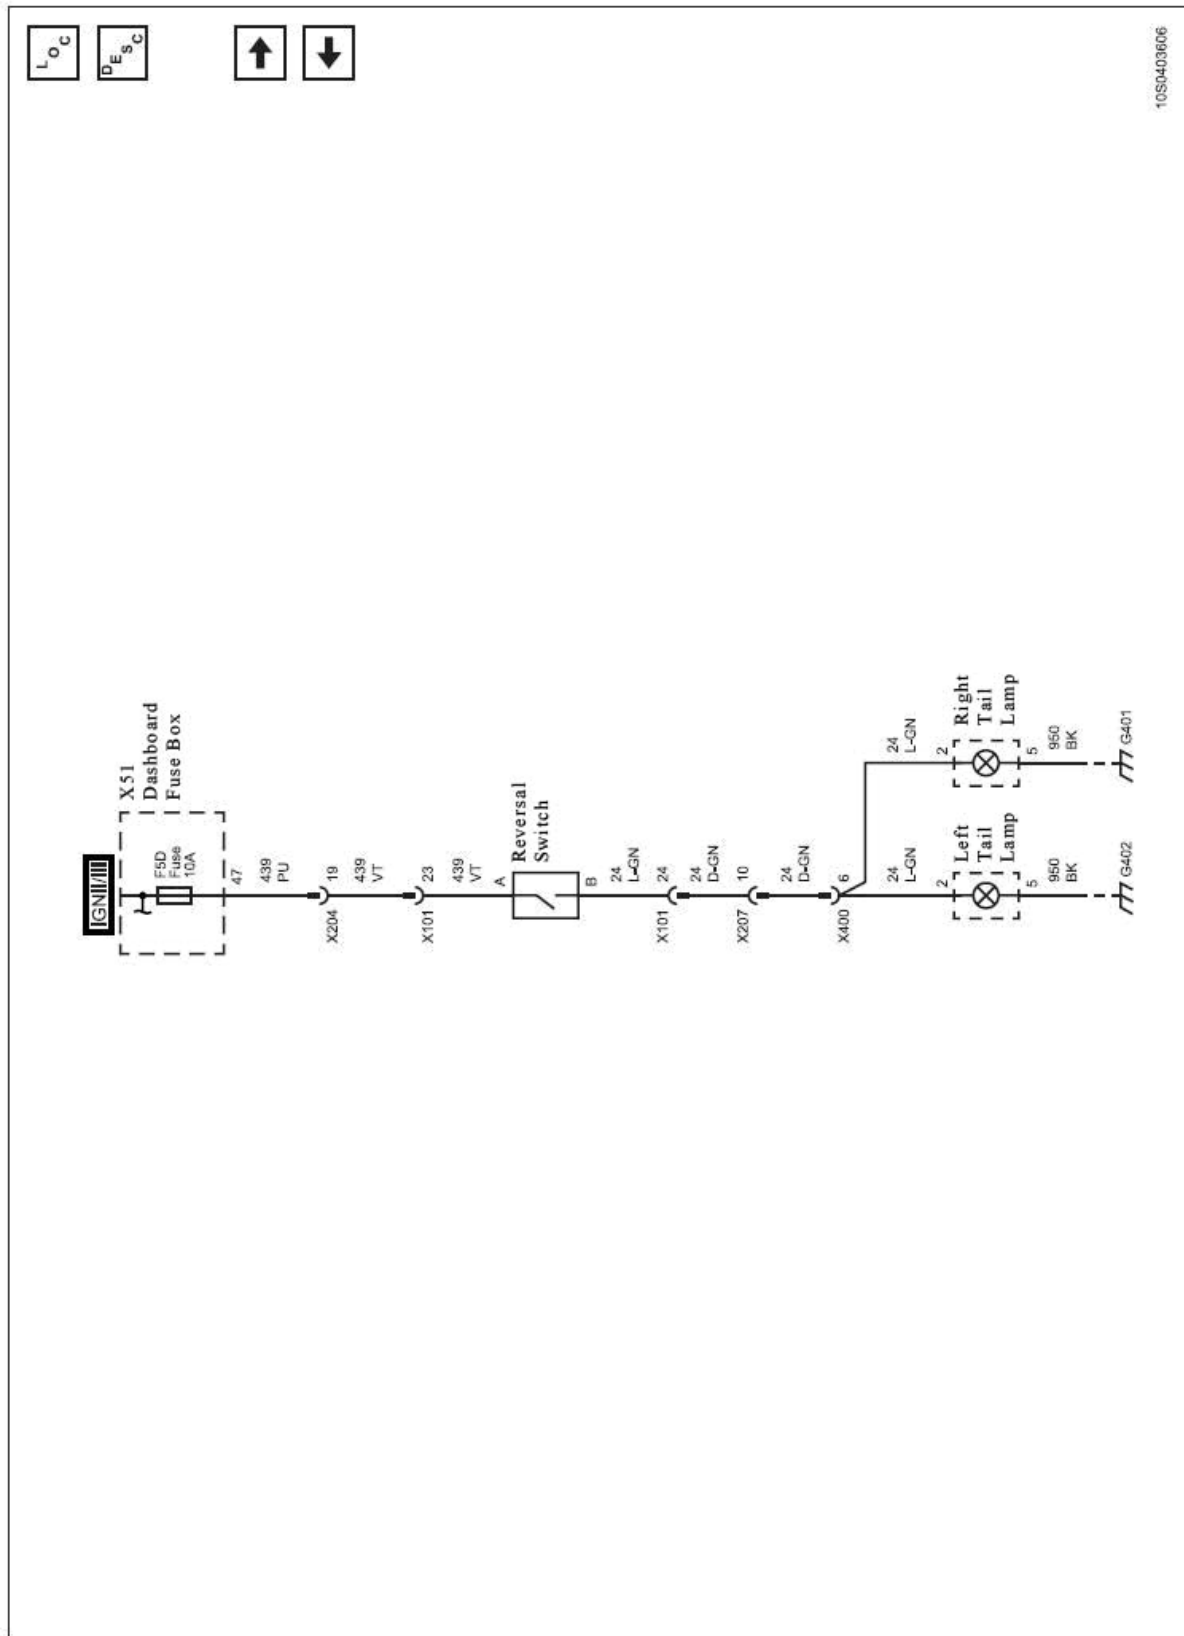 LOC
DESC
IGNII/III
X51
Dashboard
Fuse Box
F5D
Fuse
10A
47
439
PU
X204
19
439
VT
X101
23
439
VT
A
Reversal
Switch
B
24
L-GN
X101
24
24
D-GN
X207
10
24
D-GN
X400
6
24
L-GN
24
L-GN
2
Left
Tail
Lamp
2
Right
Tail
Lamp
5
950
BK
5
950
BK
G402
G401
10S0403606